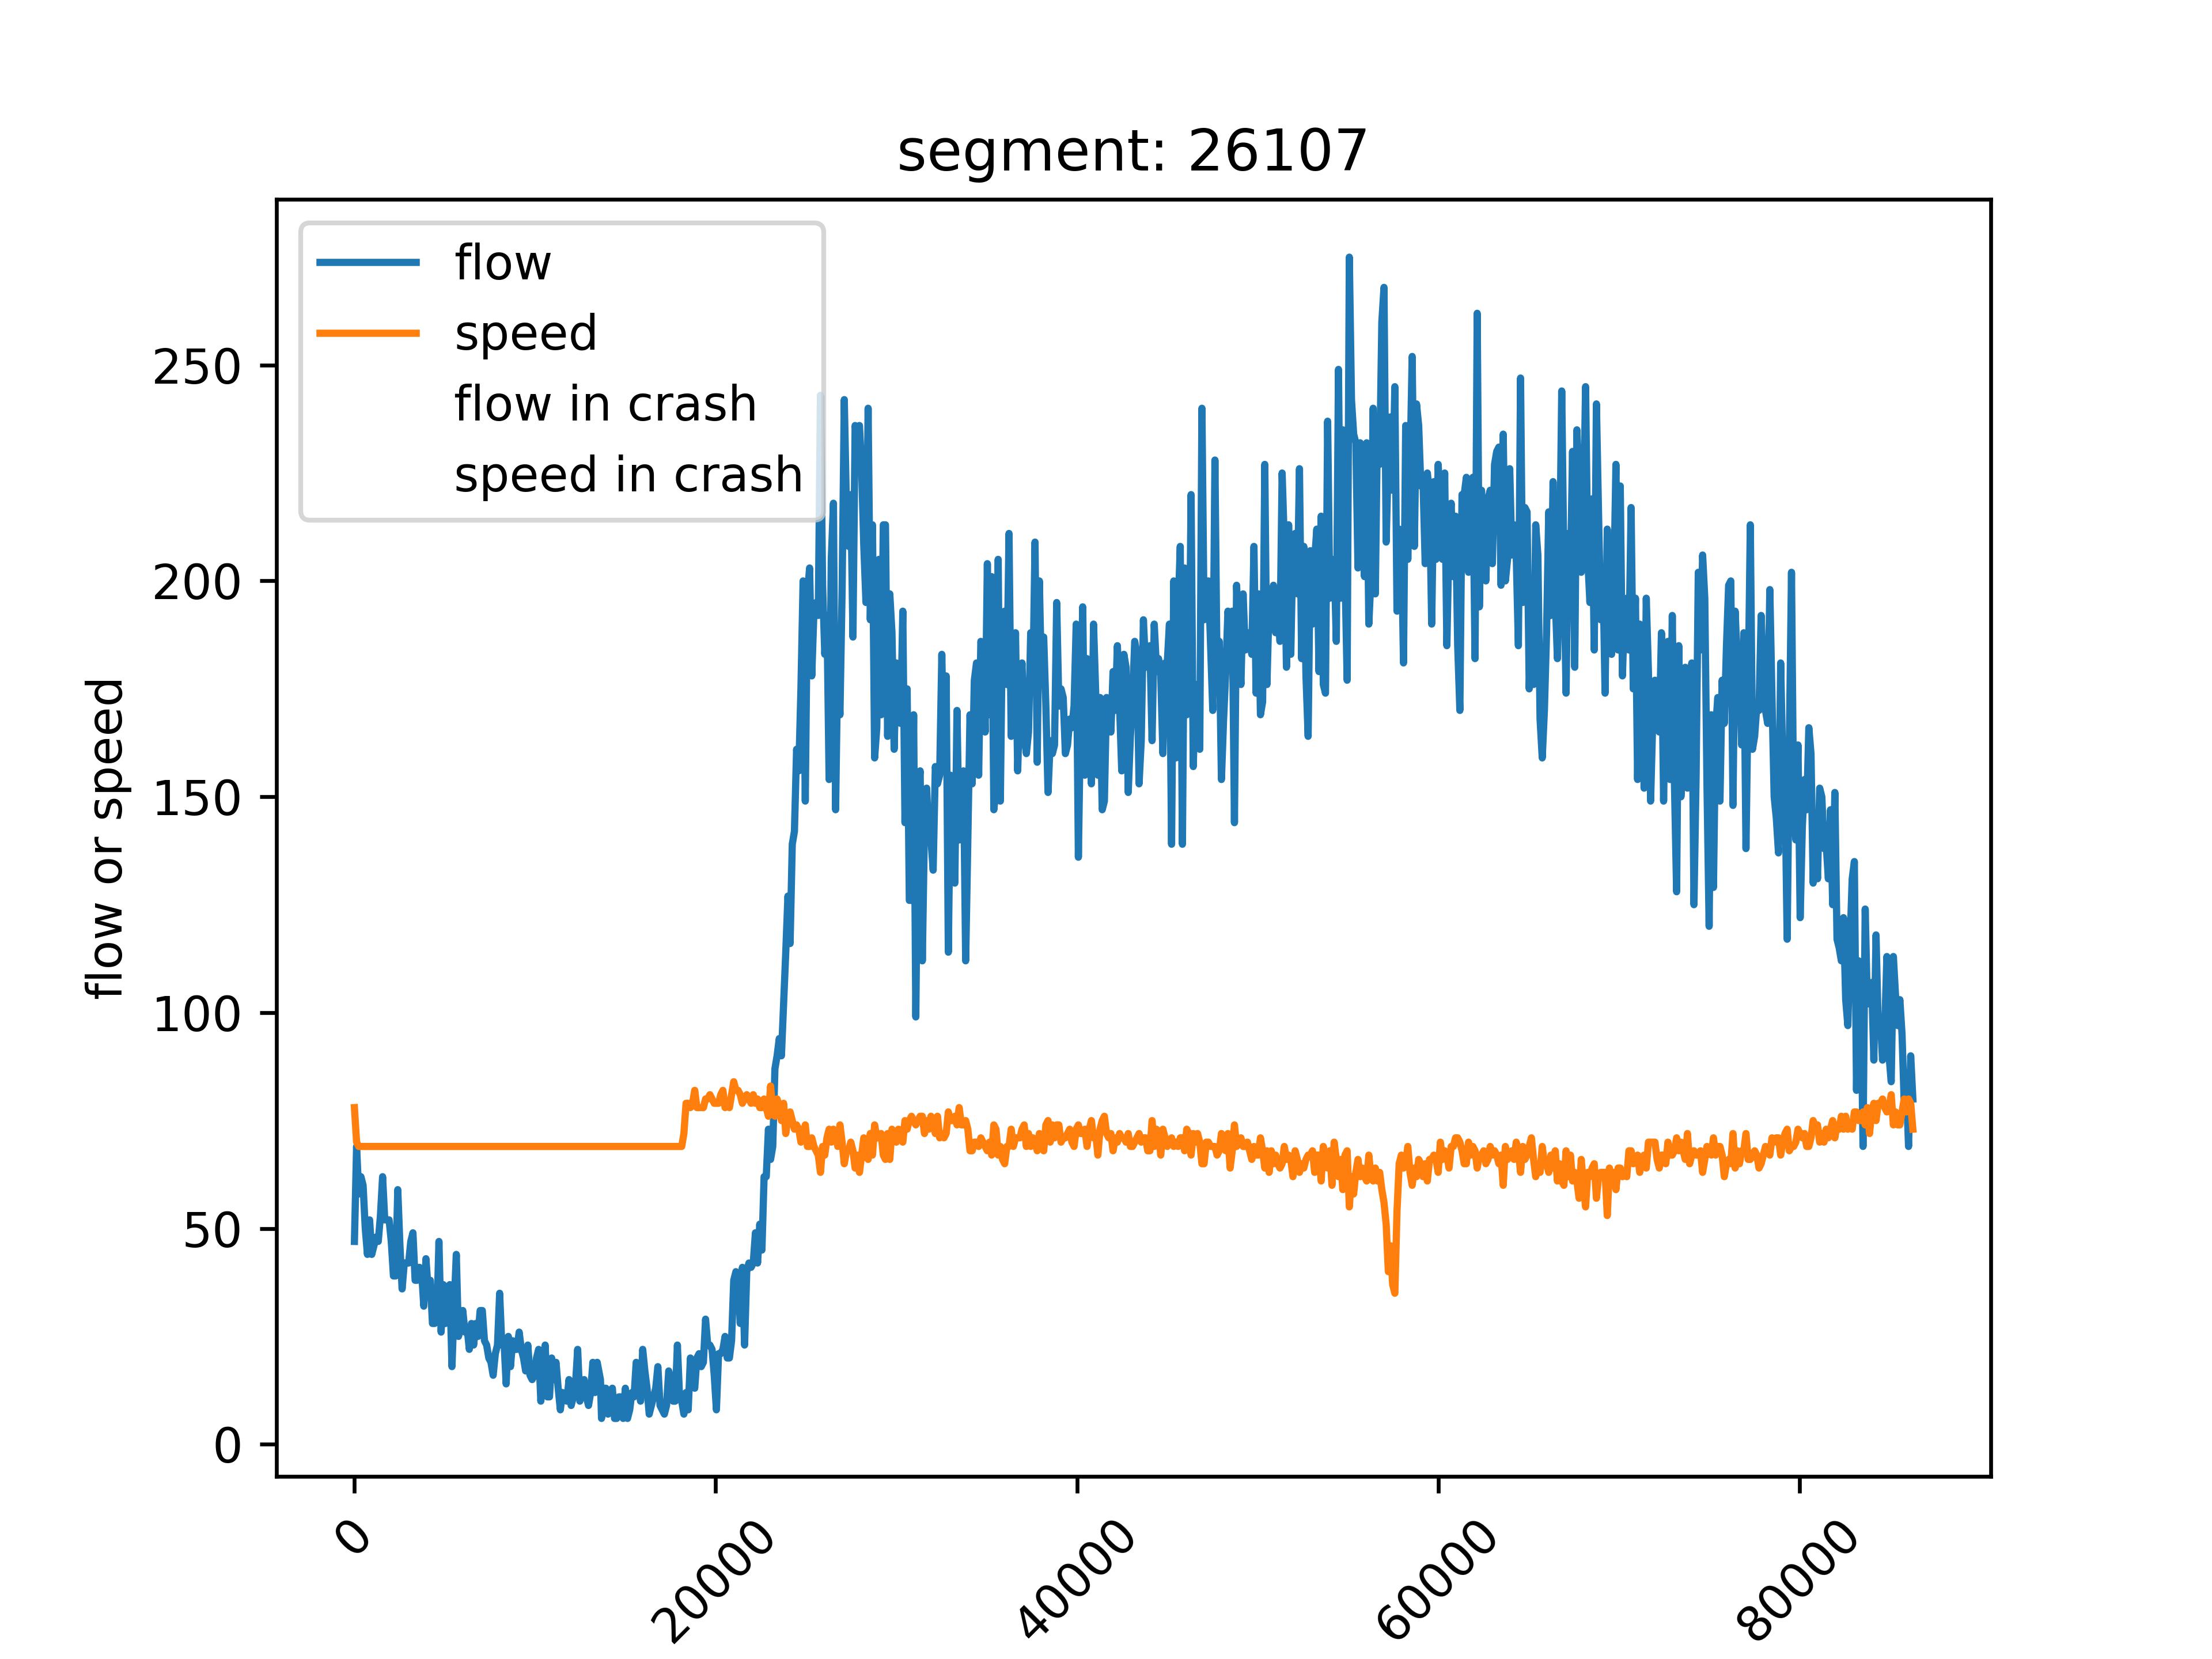 segment: 26107
flow
speed
flow in crash
speed in crash
flow or speed
250
200
150
100
50
0
0
20000
40000
60000
80000